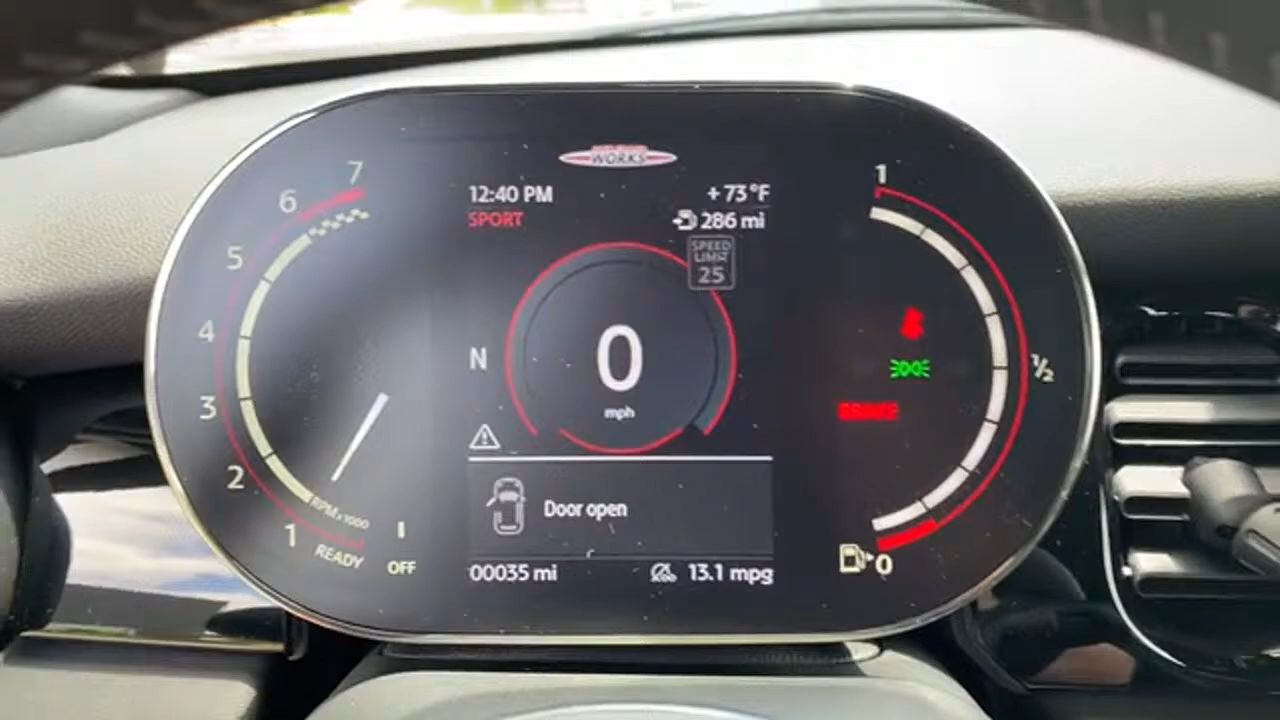 WORKS
12:40 PM
+ 73 °F
SPORT
286 mi
SPEED
LIMIT
25
7
6
5
4
3
2
1
RPM x 1000
READY
OFF
N
0
mph
Door open
00035 mi
13.1 mpg
1
1/2
0
BRAKE